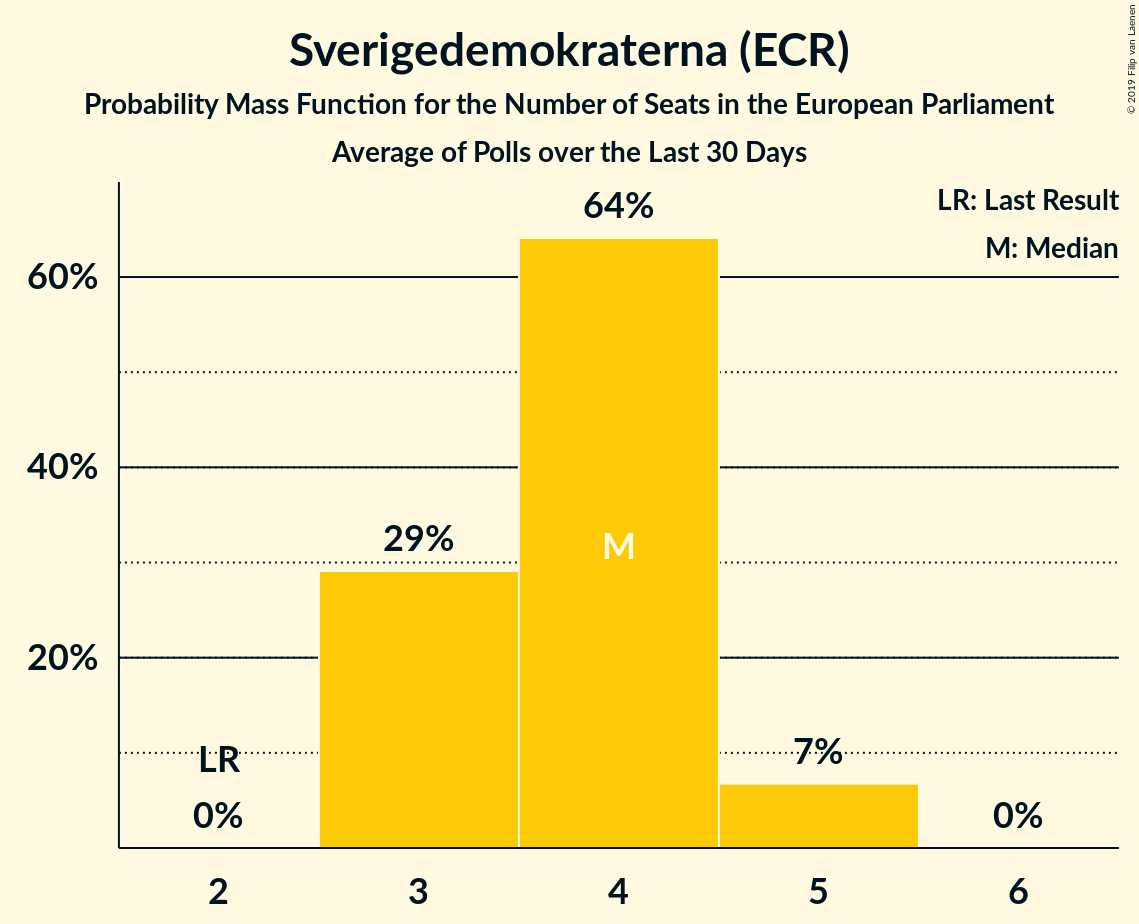 Sverigedemokraterna (ECR)
Probability Mass Function for the Number of Seats in the European Parliament
Average of Polls over the Last 30 Days
© 2019 Filip van Laenen
LR: Last Result
M: Median
64%
60%
40%
29%
M
20%
LR
7%
0%
0%
2 3 4 5 6